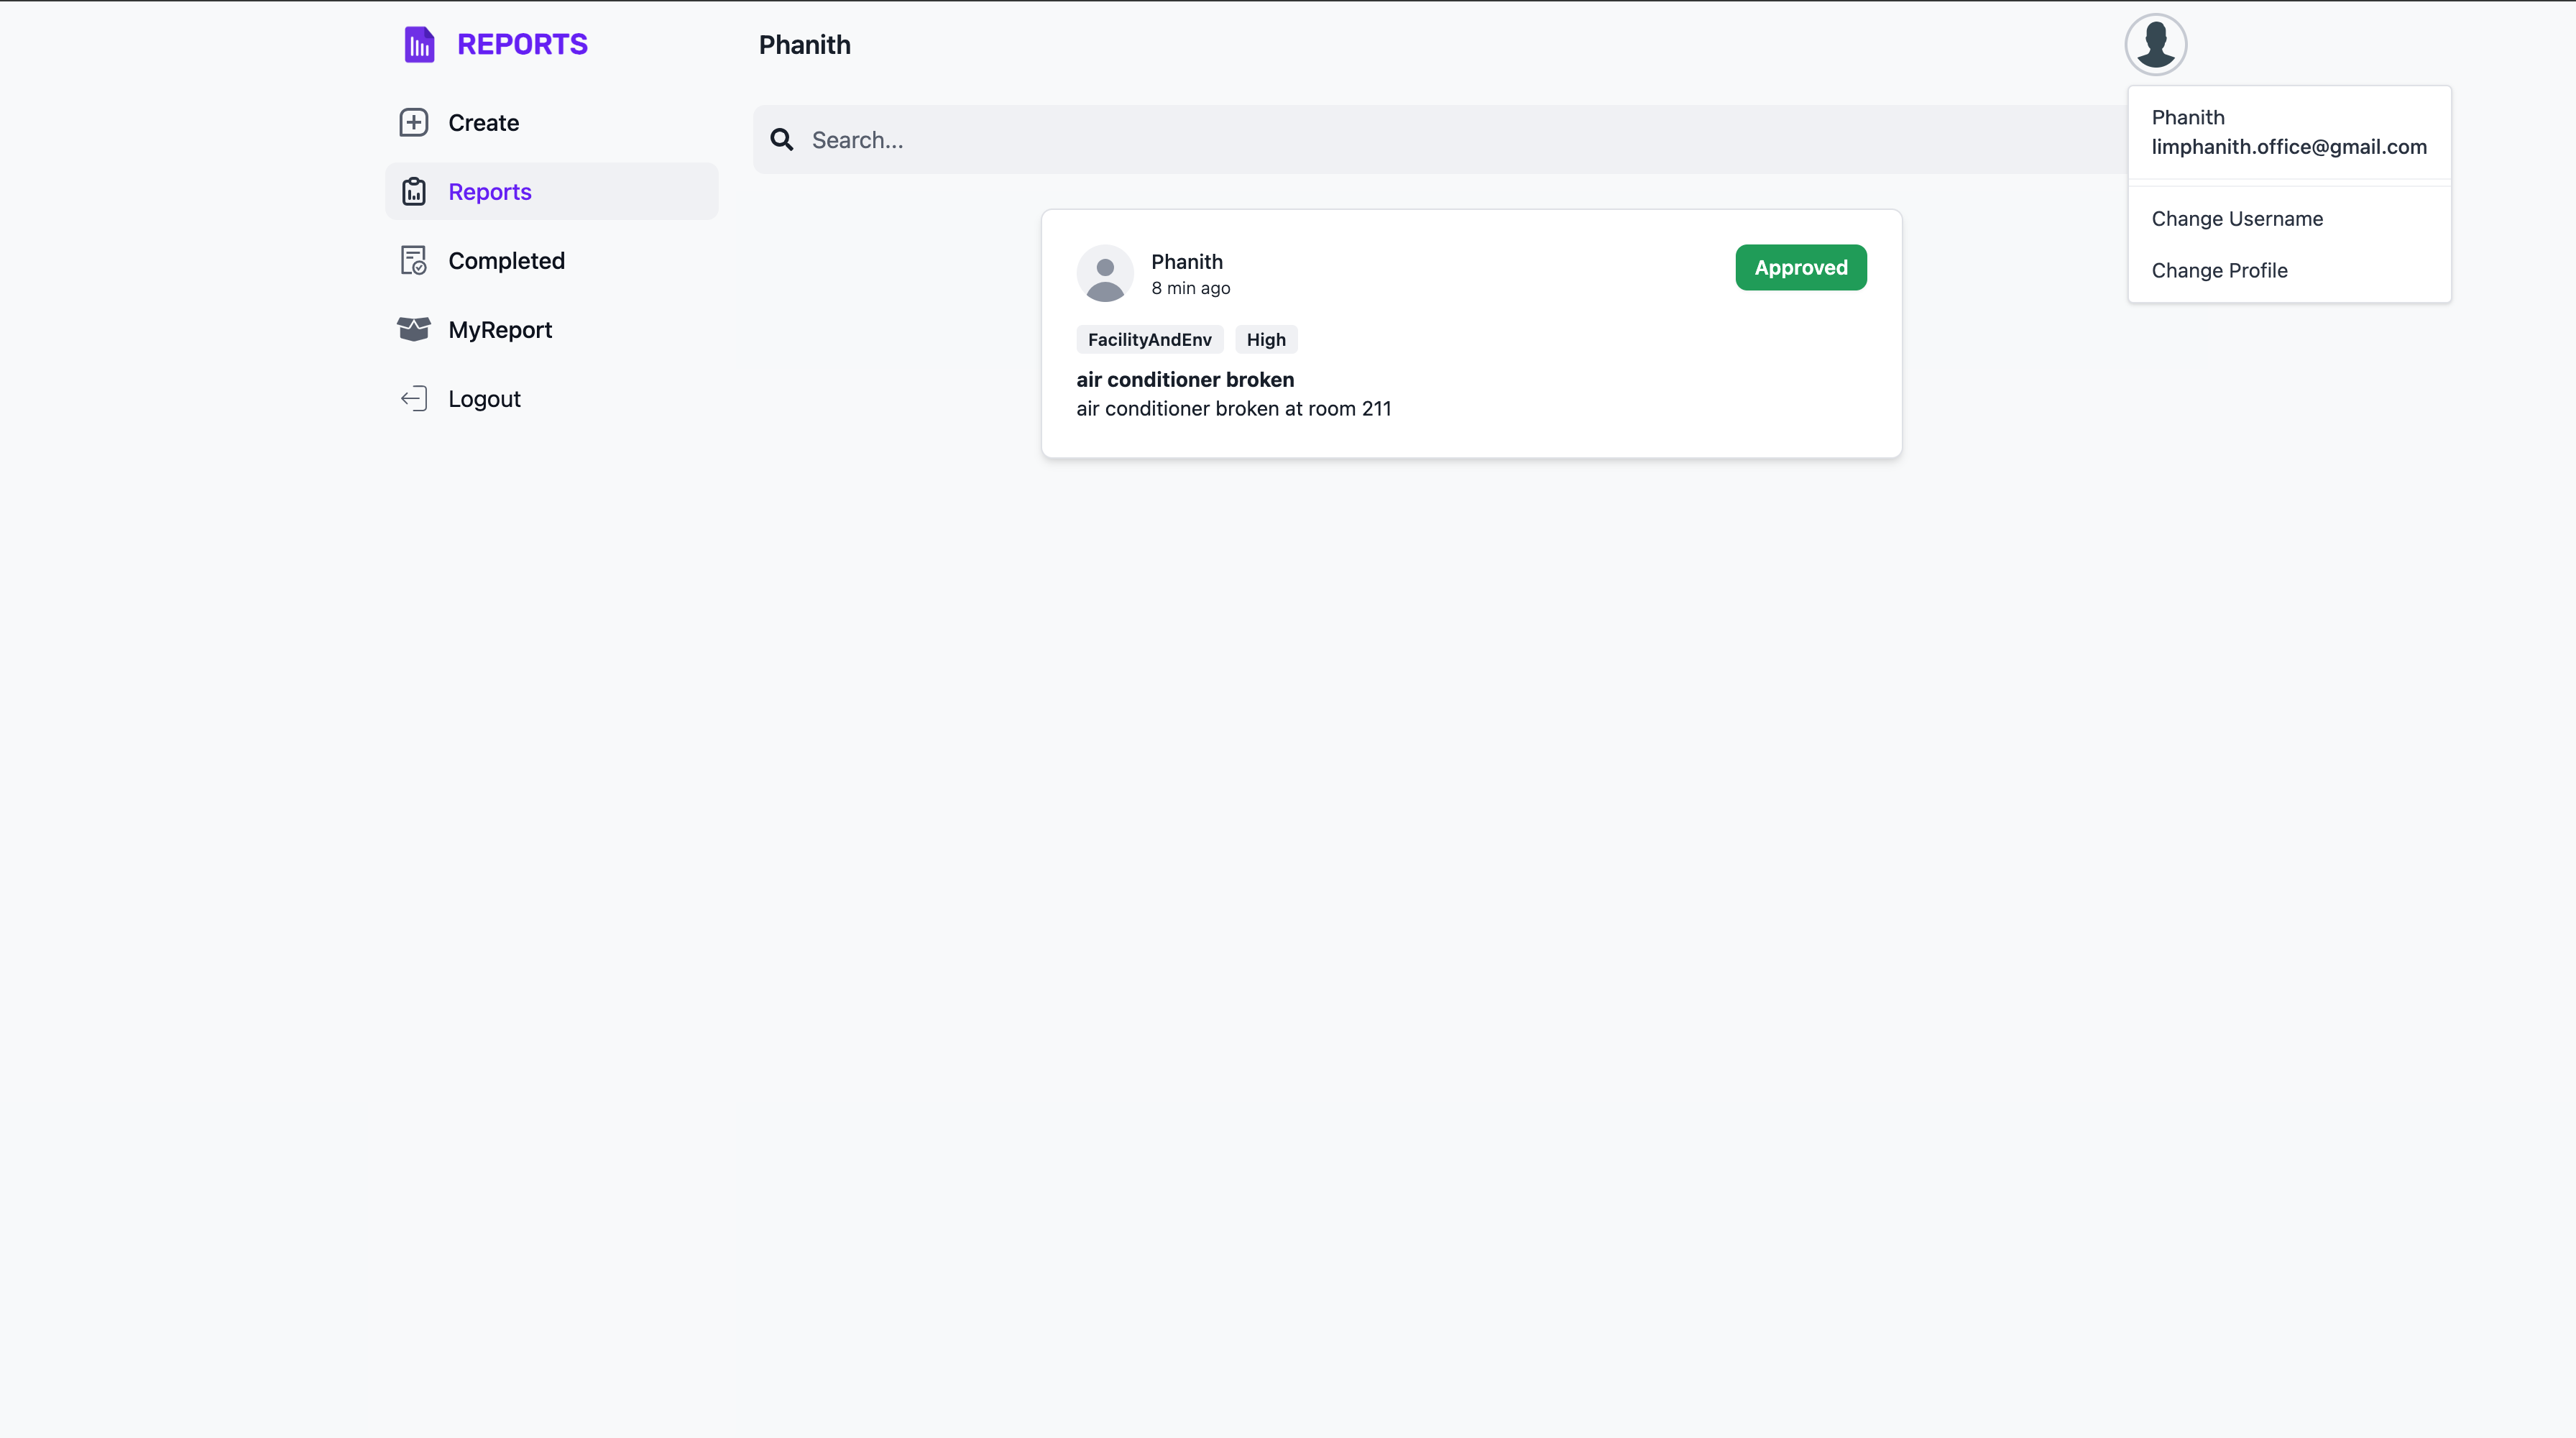 REPORTS
Create
Reports
Completed
MyReport
Logout
Phanith
Search...
Phanith
8 min ago
Approved
FacilityAndEnv
High
air conditioner broken
air conditioner broken at room 211
Phanith
limphanith.office@gmail.com
Change Username
Change Profile